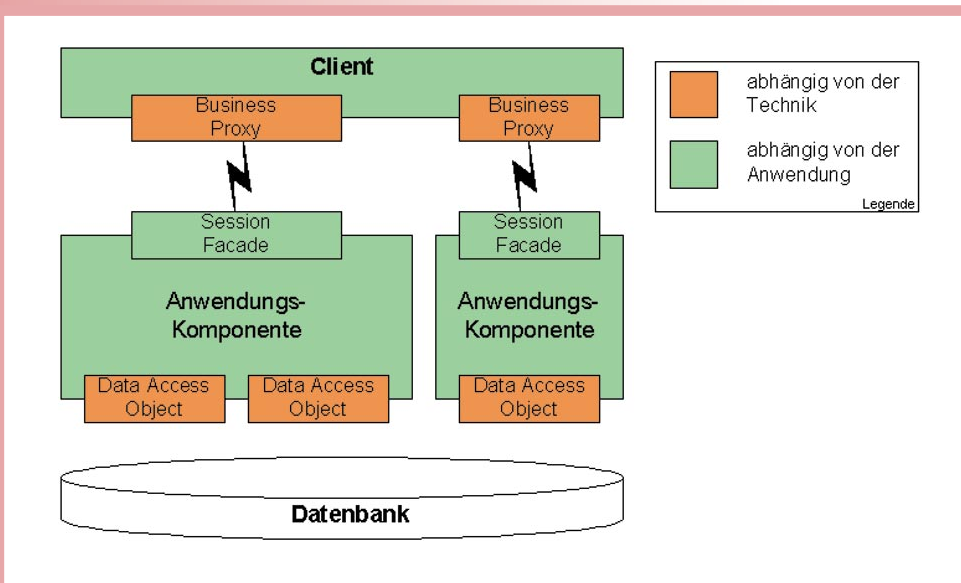 Client
Business
Proxy
Business
Proxy
abhängig von der
Technik
abhängig von der
Anwendung
Legende
Session
Facade
Session
Facade
Anwendungs-
Komponente
Anwendungs-
Komponente
Data Access
Object
Data Access
Object
Data Access
Object
Datenbank